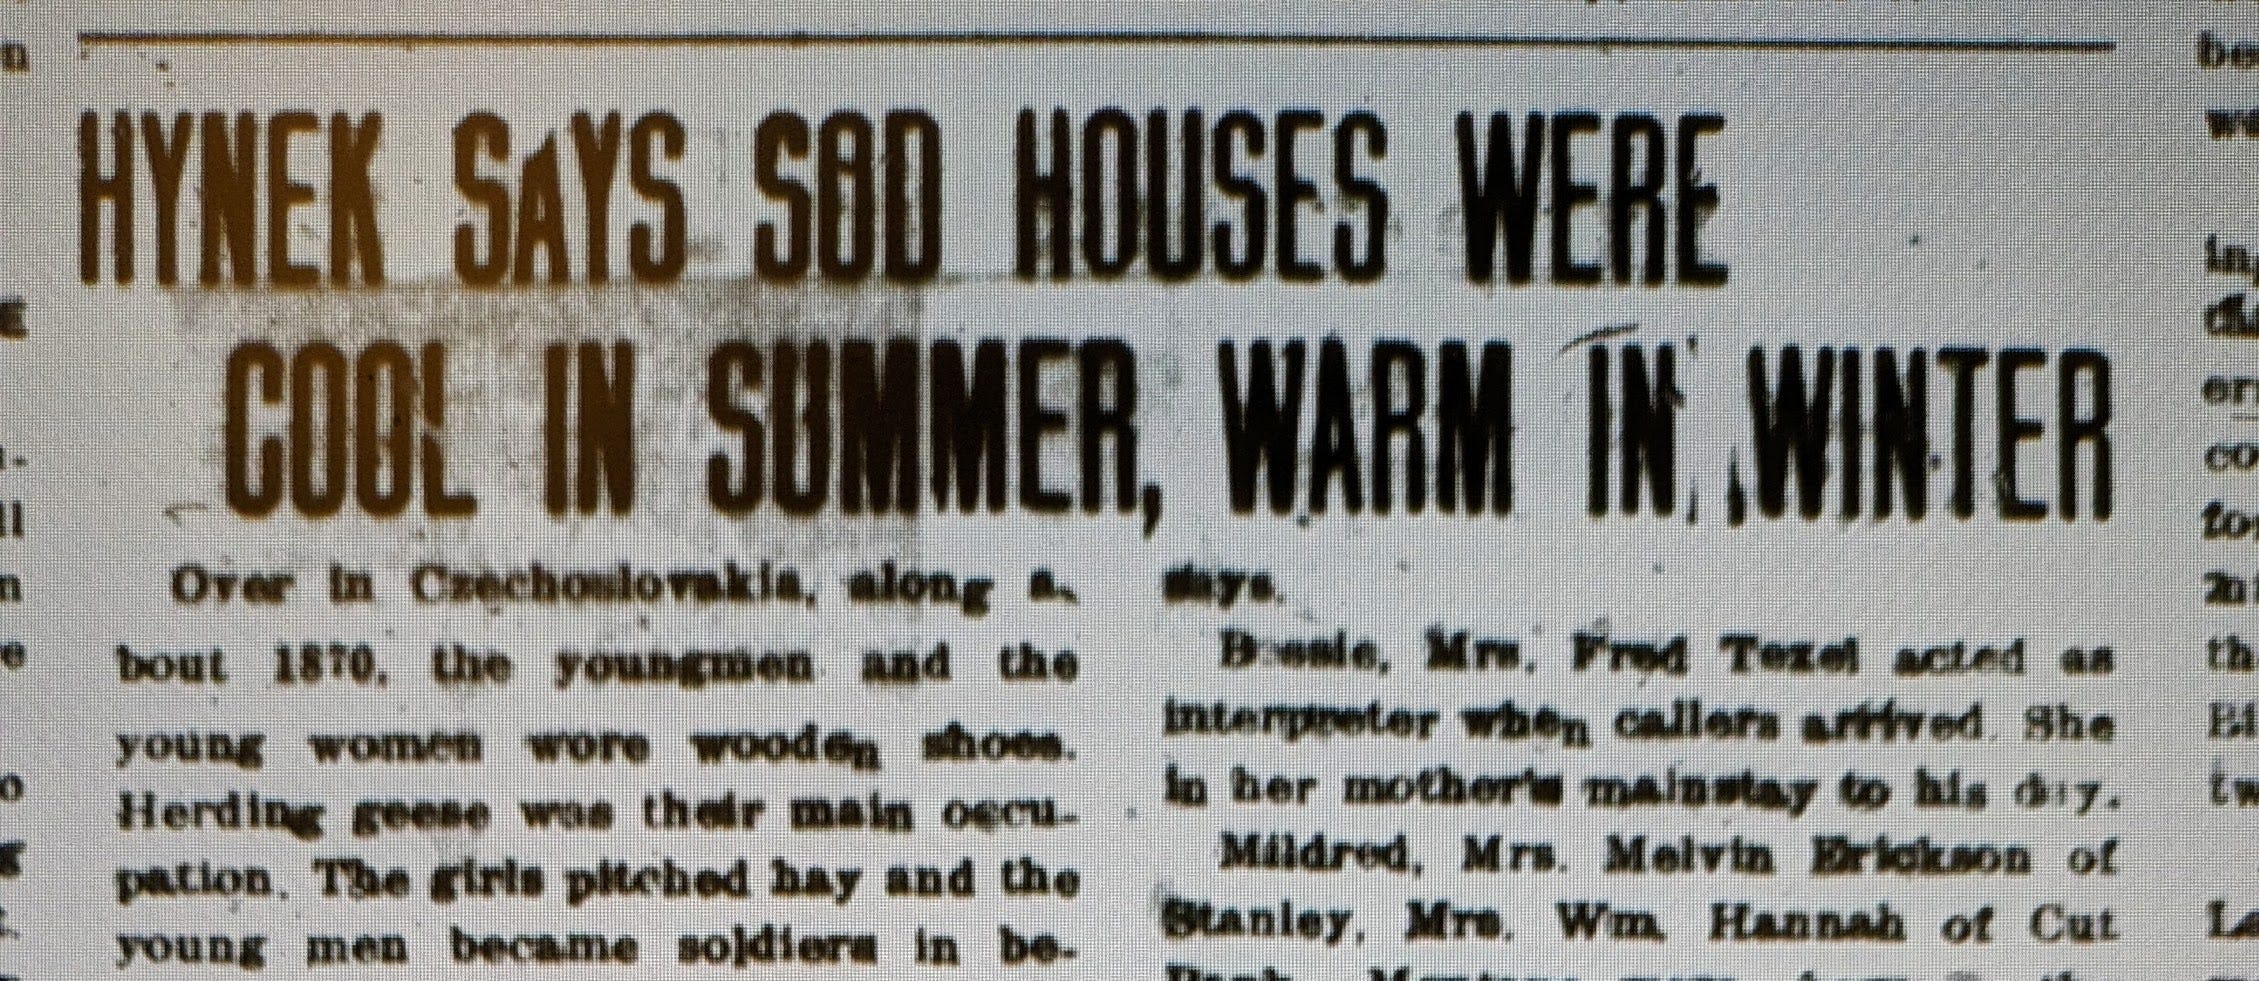 HYNEK SAYS SOD HOUSES WERE
COOL IN SUMMER, WARM IN WINTER
Over in Czechoslovakia, along a-
bout 1870, the youngmen and the
young women wore wooden shoes.
Herding geese was their main occu-
pation. The girls pitched hay and the
young men became soldiers in be-
days.
Bessie, Mrs. Fred Texel acted as
interpreter when callers arrived. She
in her mother's mainstay to his day.
Mildred, Mrs. Melvin Erickson of
Stanley, Mrs. Wm. Hannah of Cut